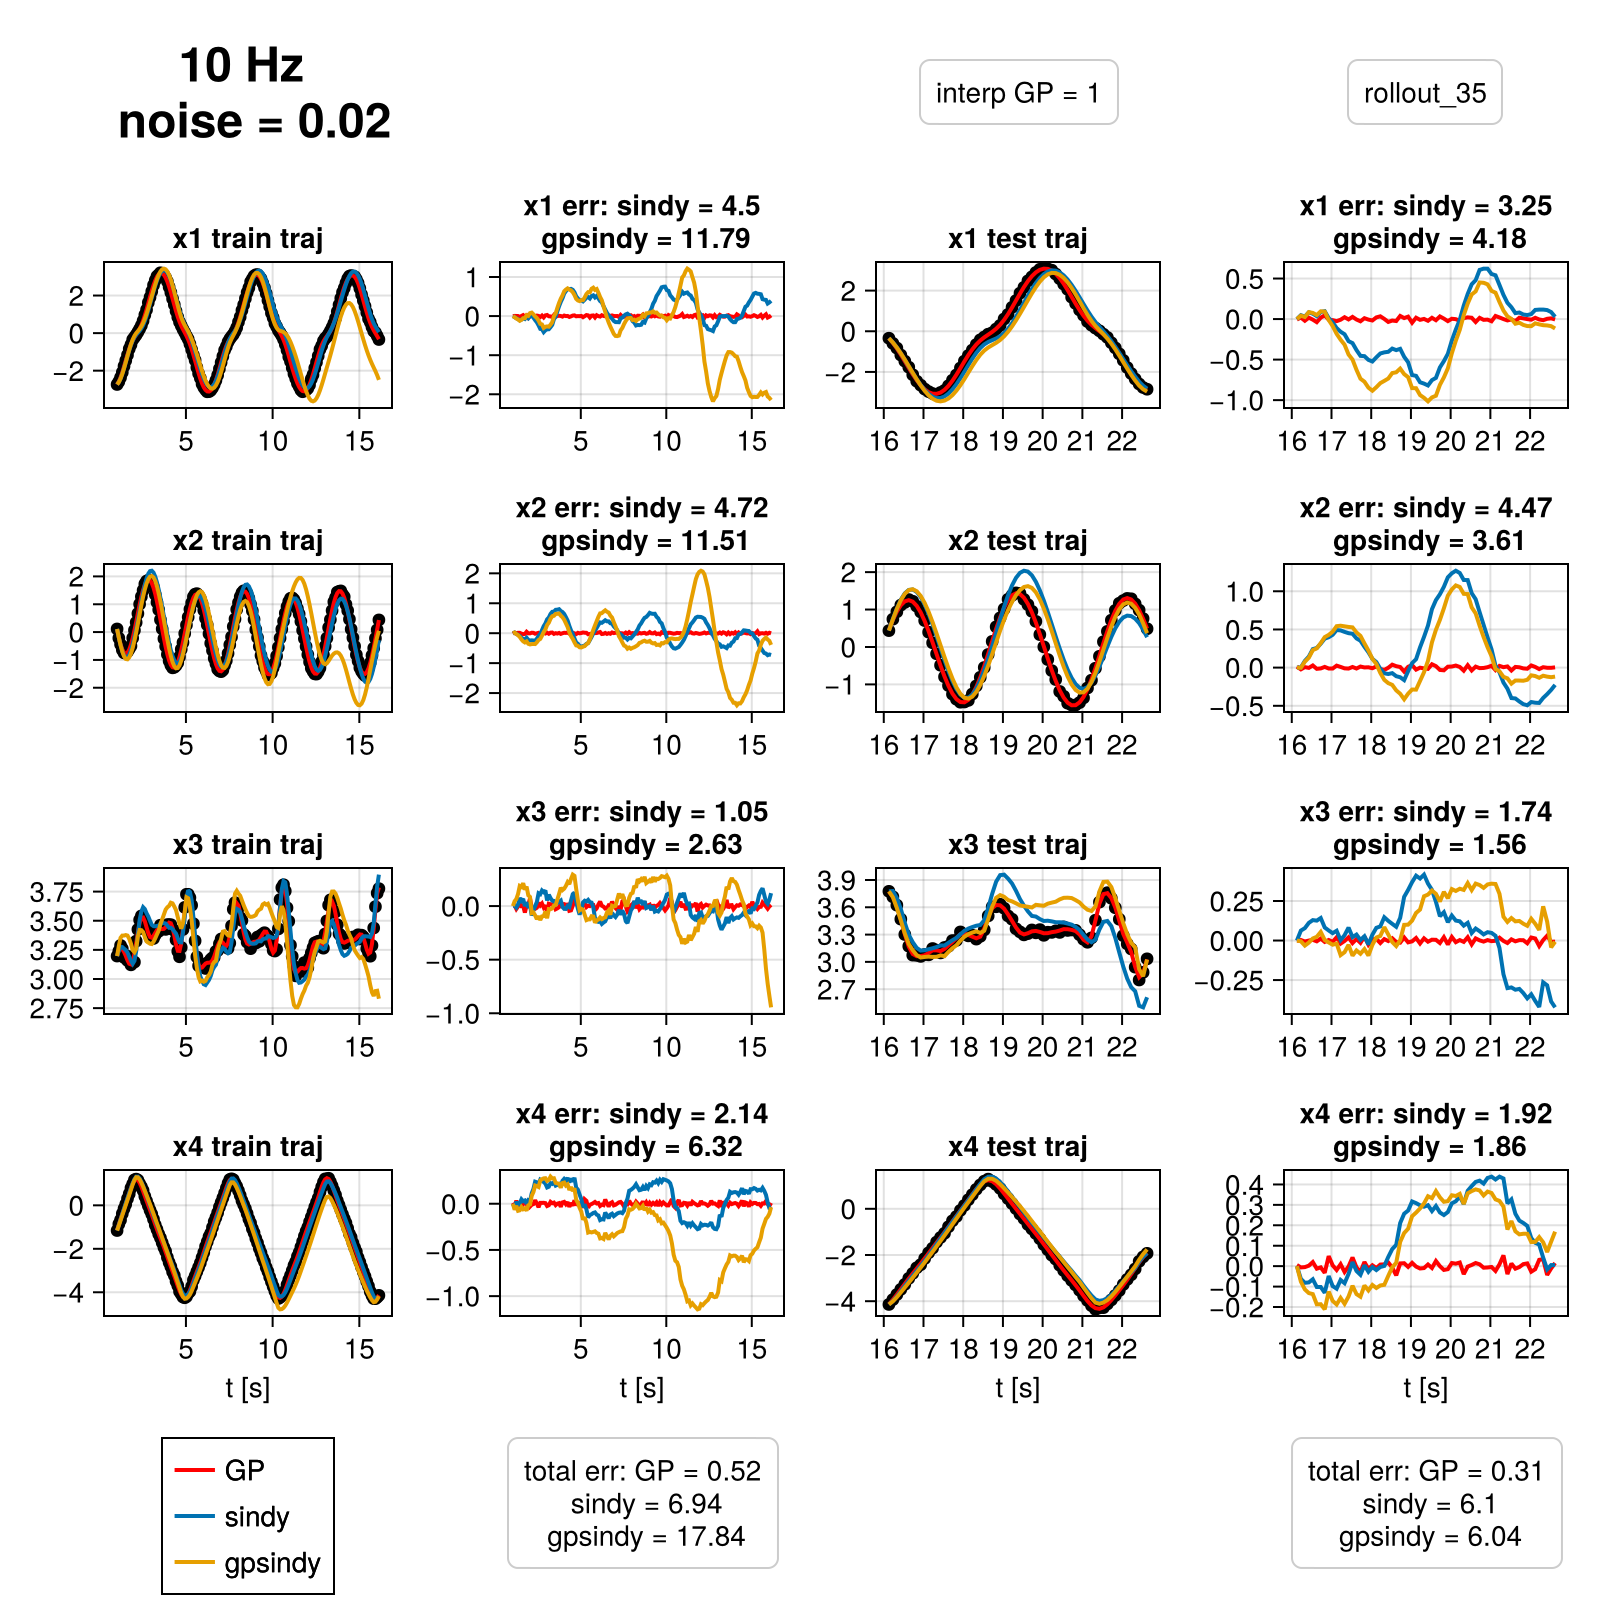 10 Hz
noise = 0.02
interp GP = 1
rollout_35
x1 train traj
2
0
−2
5 10 15
x1 err: sindy = 4.5
gpsindy = 11.79
1
0
−1
−2
5 10 15
x1 test traj
2
0
−2
16 17 18 19 20 21 22
x1 err: sindy = 3.25
gpsindy = 4.18
0.5
0.0
−0.5
−1.0
16 17 18 19 20 21 22
x2 train traj
2
1
0
−1
−2
5 10 15
x2 err: sindy = 4.72
gpsindy = 11.51
2
1
0
−1
−2
5 10 15
x2 test traj
2
1
0
−1
16 17 18 19 20 21 22
x2 err: sindy = 4.47
gpsindy = 3.61
1.0
0.5
0.0
−0.5
16 17 18 19 20 21 22
x3 train traj
3.75
3.50
3.25
3.00
2.75
5 10 15
x3 err: sindy = 1.05
gpsindy = 2.63
0.0
−0.5
−1.0
5 10 15
x3 test traj
3.9
3.6
3.3
3.0
2.7
16 17 18 19 20 21 22
x3 err: sindy = 1.74
gpsindy = 1.56
0.25
0.00
−0.25
16 17 18 19 20 21 22
x4 train traj
0
−2
−4
5 10 15
t [s]
x4 err: sindy = 2.14
gpsindy = 6.32
0.0
−0.5
−1.0
5 10 15
t [s]
x4 test traj
0
−2
−4
16 17 18 19 20 21 22
t [s]
x4 err: sindy = 1.92
gpsindy = 1.86
0.4
0.3
0.2
0.1
0.0
−0.1
−0.2
16 17 18 19 20 21 22
t [s]
GP
sindy
gpsindy
total err: GP = 0.52
sindy = 6.94
gpsindy = 17.84
total err: GP = 0.31
sindy = 6.1
gpsindy = 6.04